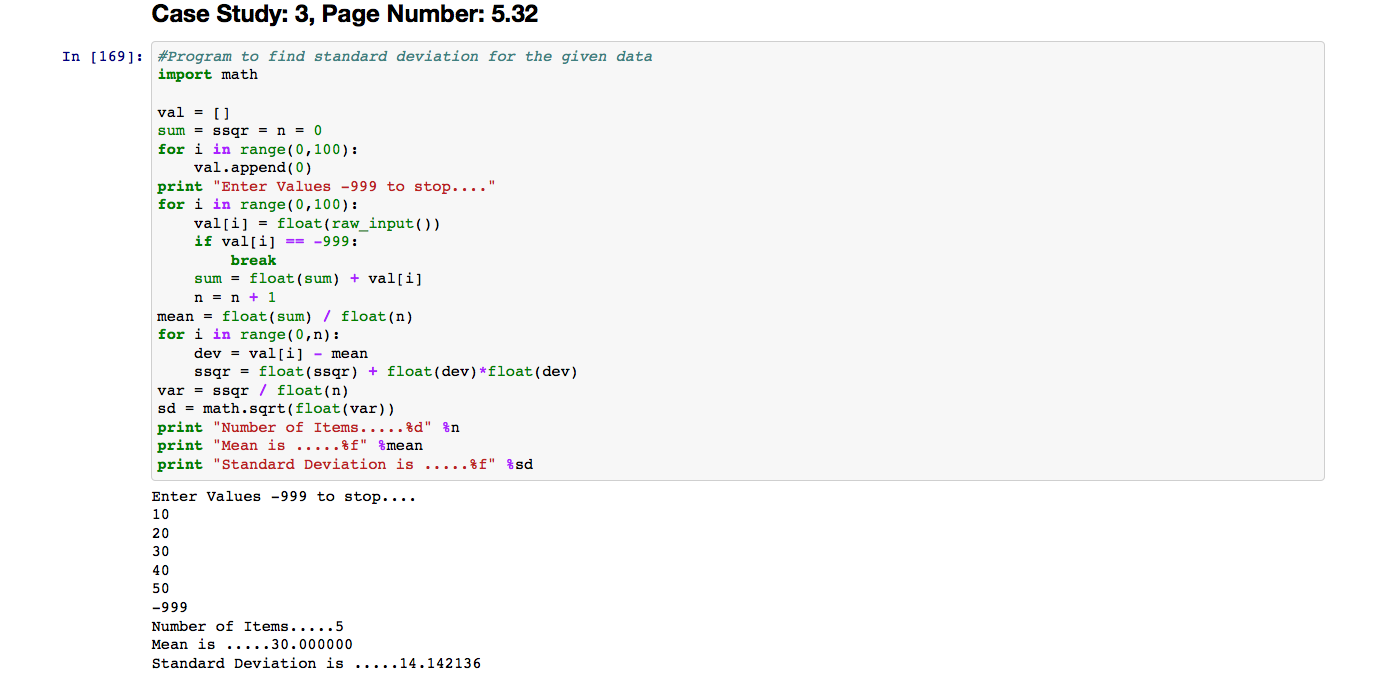 Case Study: 3, Page Number: 5.32
In [169]: #Program to find standard deviation for the given data
import math
val = []
sum = ssqr = n = 0
for i in range(0,100):
    val.append(0)
print "Enter Values -999 to stop...."
for i in range(0,100):
    val[i] = float(raw_input())
    if val[i] == -999:
        break
    sum = float(sum) + val[i]
    n = n + 1
mean = float(sum) / float(n)
for i in range(0,n):
    dev = val[i] - mean
    ssqr = float(ssqr) + float(dev)*float(dev)
var = ssqr / float(n)
sd = math.sqrt(float(var))
print "Number of Items.....%d" %n
print "Mean is .....%f" %mean
print "Standard Deviation is .....%f" %sd
Enter Values -999 to stop....
10
20
30
40
50
-999
Number of Items.....5
Mean is .....30.000000
Standard Deviation is .....14.142136